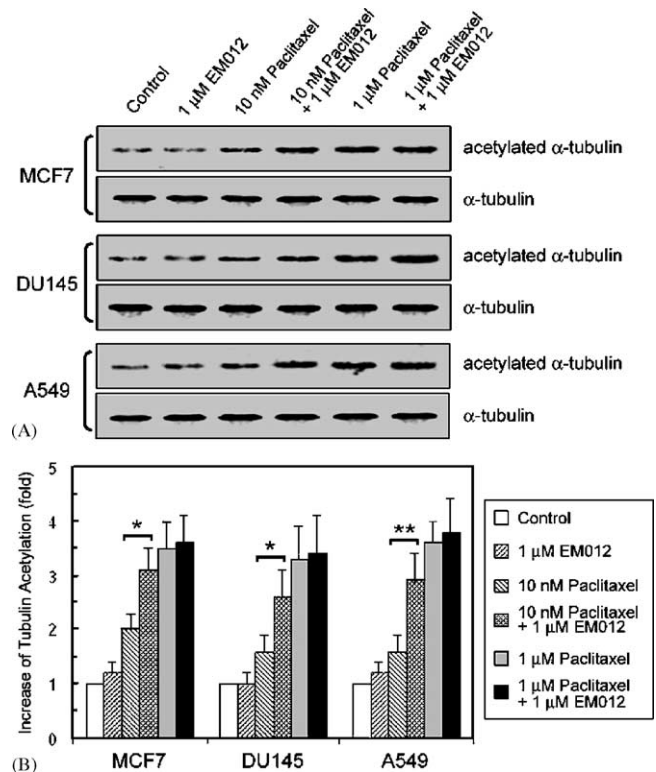 Control
1 μM EM012
10 nM Paclitaxel
10 nM Paclitaxel
+ 1 μM EM012
1 μM Paclitaxel
1 μM Paclitaxel
+ 1 μM EM012
MCF7
acetylated α-tubulin
α-tubulin
DU145
acetylated α-tubulin
α-tubulin
A549
acetylated α-tubulin
α-tubulin
(A)
Increase of Tubulin Acetylation (fold)
5
4
3
2
1
0
*
*
**
MCF7
DU145
A549
Control
1 μM EM012
10 nM Paclitaxel
10 nM Paclitaxel
+ 1 μM EM012
1 μM Paclitaxel
1 μM Paclitaxel
+ 1 μM EM012
(B)